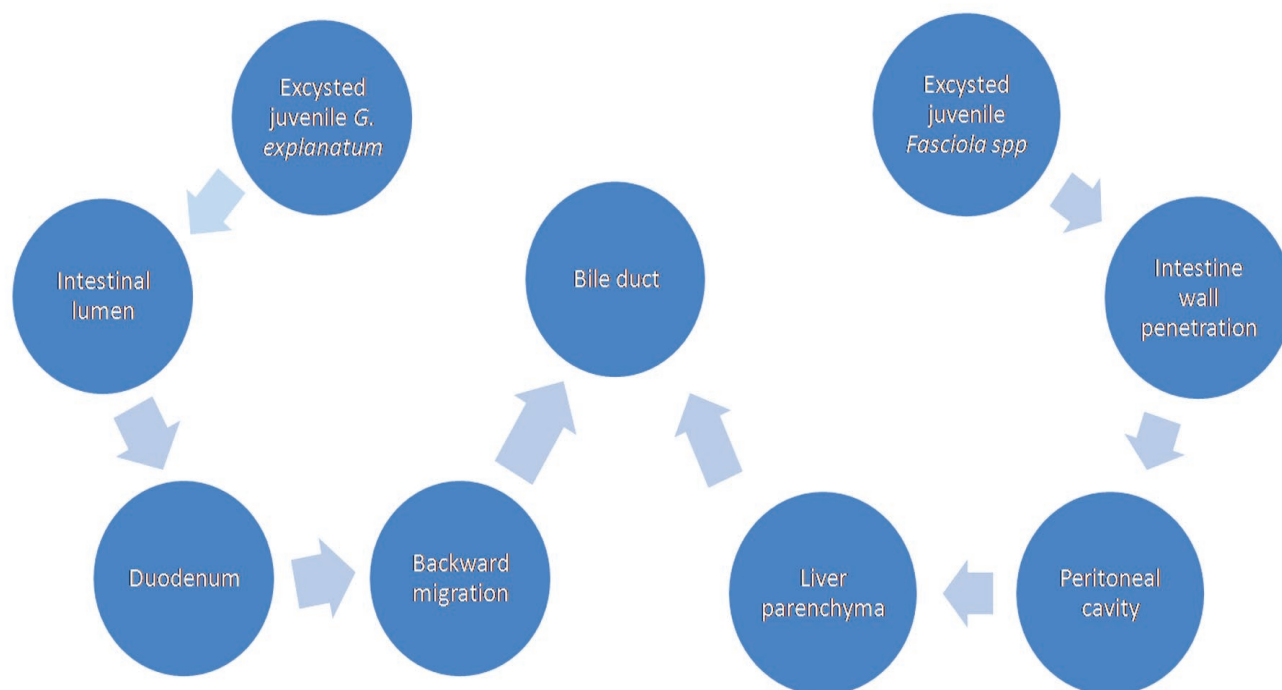 Excysted
juvenile G.
explanatum
Intestinal
lumen
Duodenum
Backward
migration
Bile duct
Excysted
juvenile
Fasciola spp
Intestine
wall
penetration
Peritoneal
cavity
Liver
parenchyma